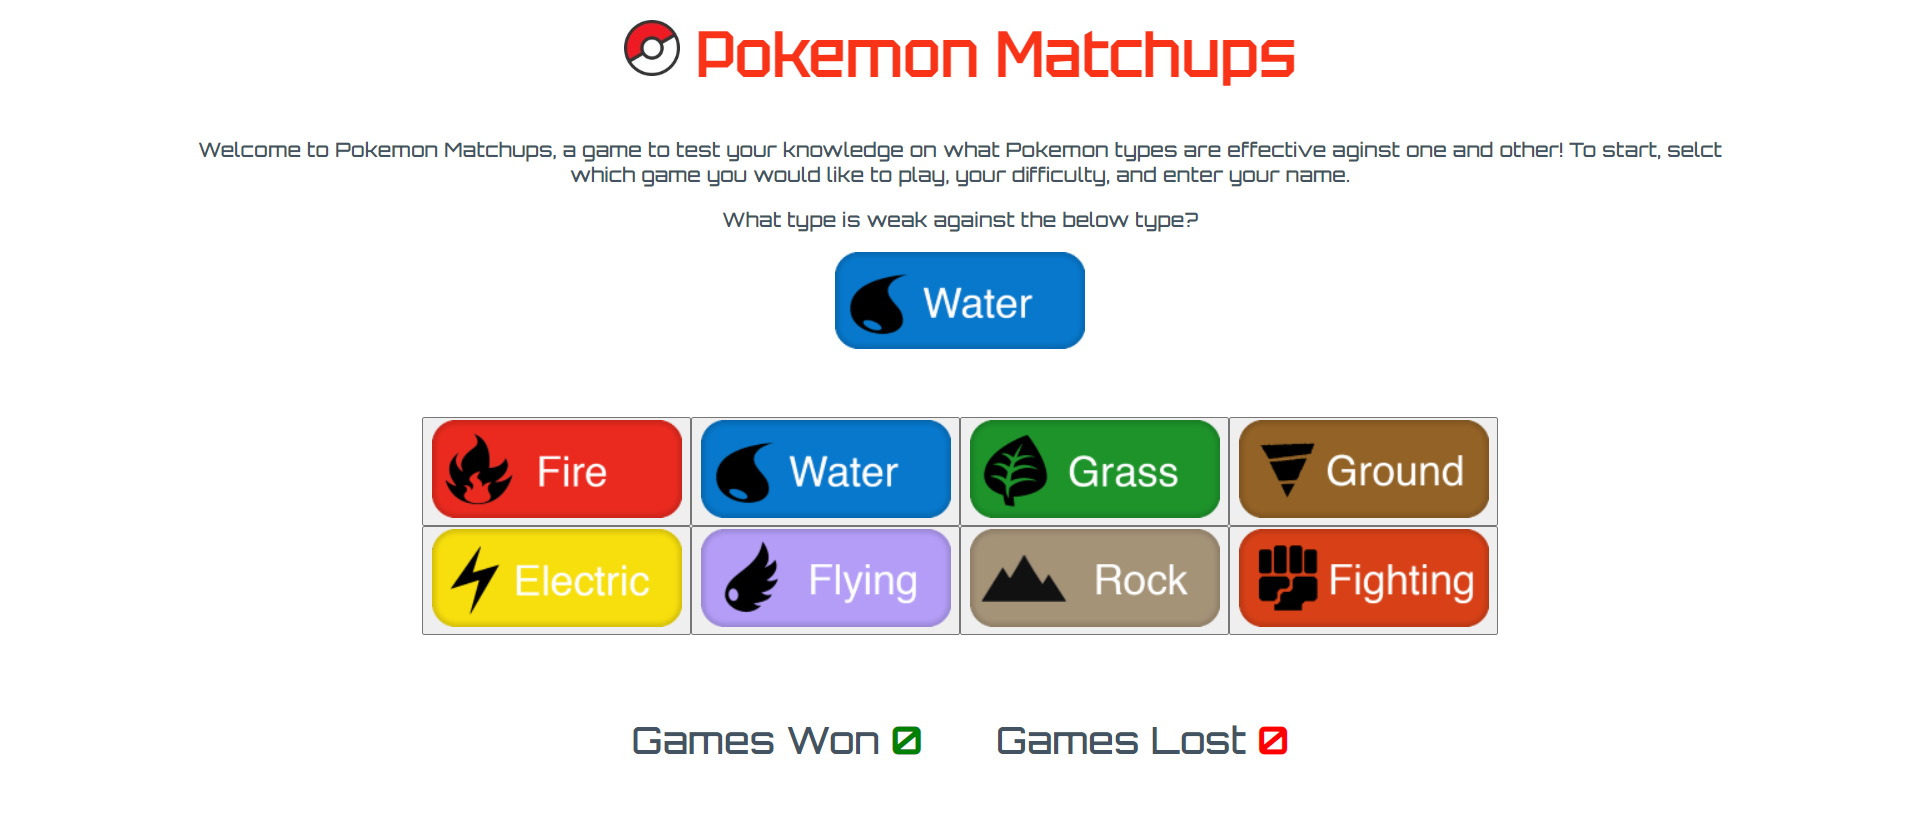 Pokemon Matchups
Welcome to Pokemon Matchups, a game to test your knowledge on what Pokemon types are effective aginst one and other! To start, selct
which game you would like to play, your difficulty, and enter your name.
What type is weak against the below type?
Water
Fire Water Grass Ground
Electric Flying Rock Fighting
Games Won 0 Games Lost 0